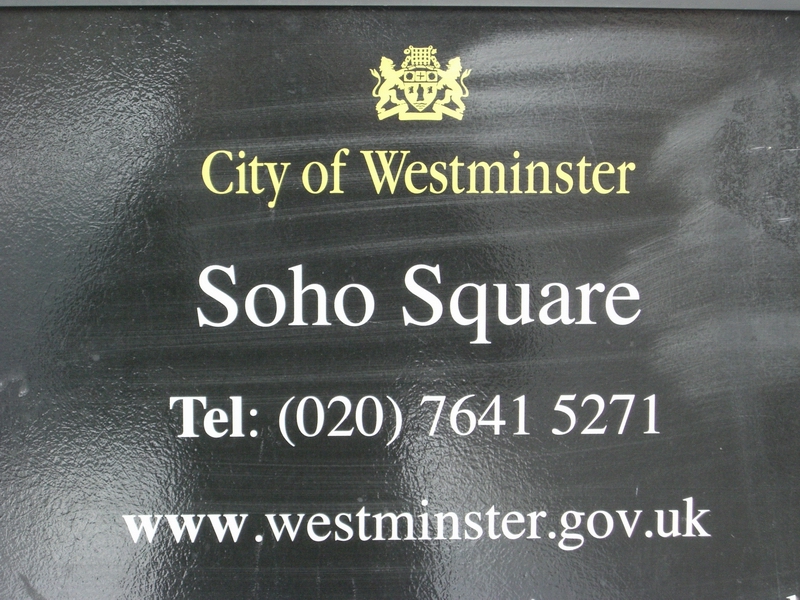 City of Westminster
Soho Square
Tel: (020) 7641 5271
www.westminster.gov.uk